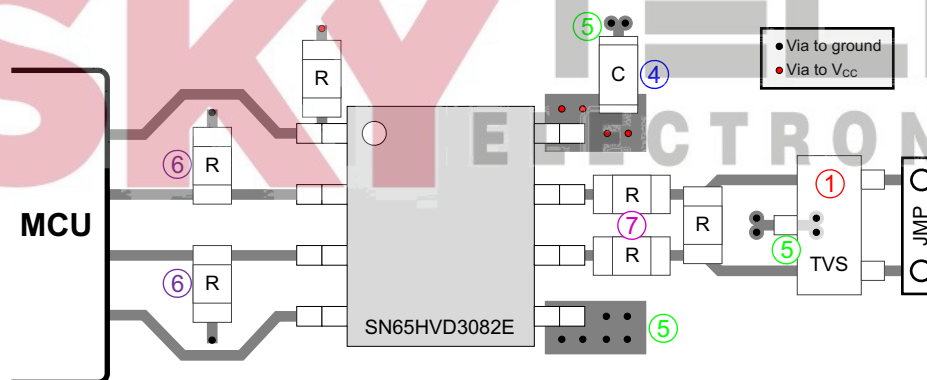 SKY TEL
ELECTRON
5
Via to ground
Via to VCC
R
C
4
6
R
1
MCU
R
7
R
R
JMP
5
TVS
6
R
SN65HVD3082E
5